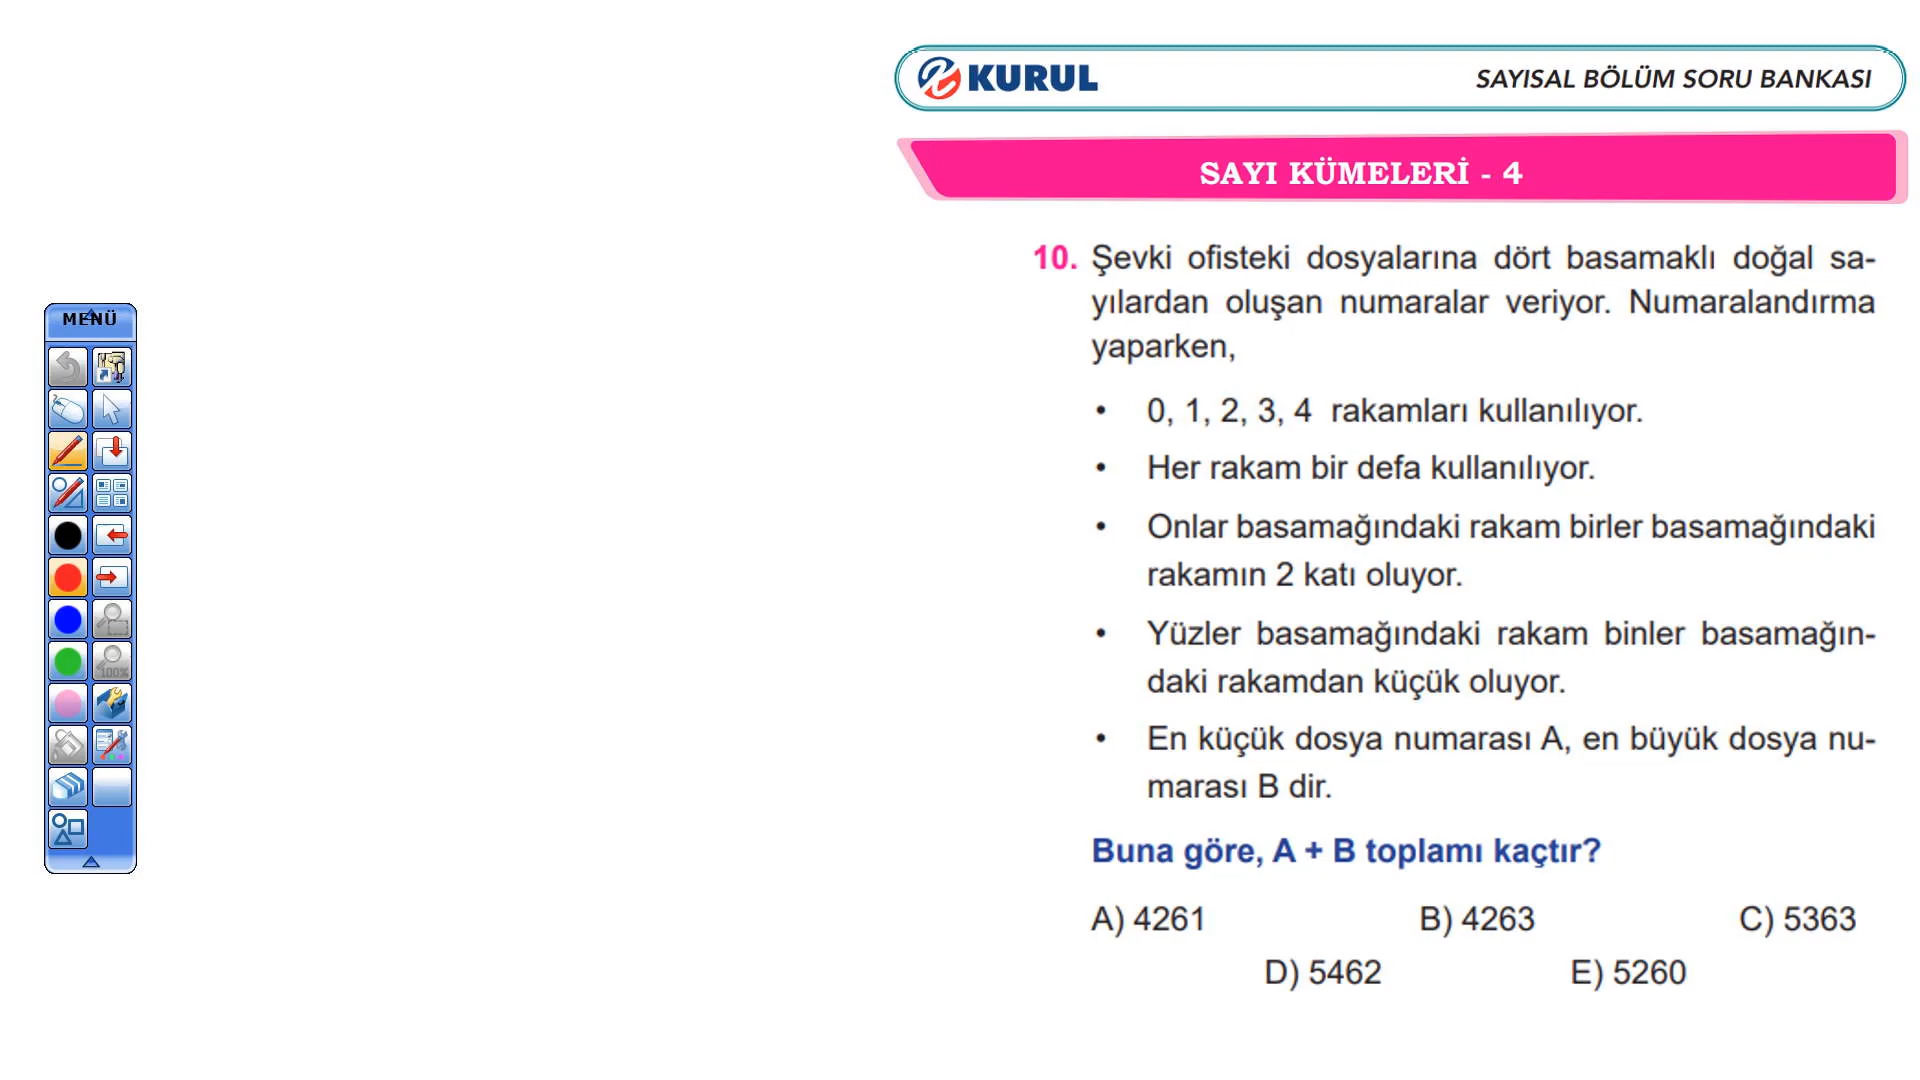 KURUL
SAYISAL BÖLÜM SORU BANKASI
SAYI KÜMELERİ - 4
10. Şevki ofisteki dosyalarına dört basamaklı doğal sa-
yılardan oluşan numaralar veriyor. Numaralandırma
yaparken,
• 0, 1, 2, 3, 4 rakamları kullanılıyor.
• Her rakam bir defa kullanılıyor.
• Onlar basamağındaki rakam birler basamağındaki
rakamın 2 katı oluyor.
• Yüzler basamağındaki rakam binler basamağın-
daki rakamdan küçük oluyor.
• En küçük dosya numarası A, en büyük dosya nu-
marası B dir.
Buna göre, A + B toplamı kaçtır?
A) 4261 B) 4263 C) 5363
D) 5462 E) 5260
MENÜ
100%